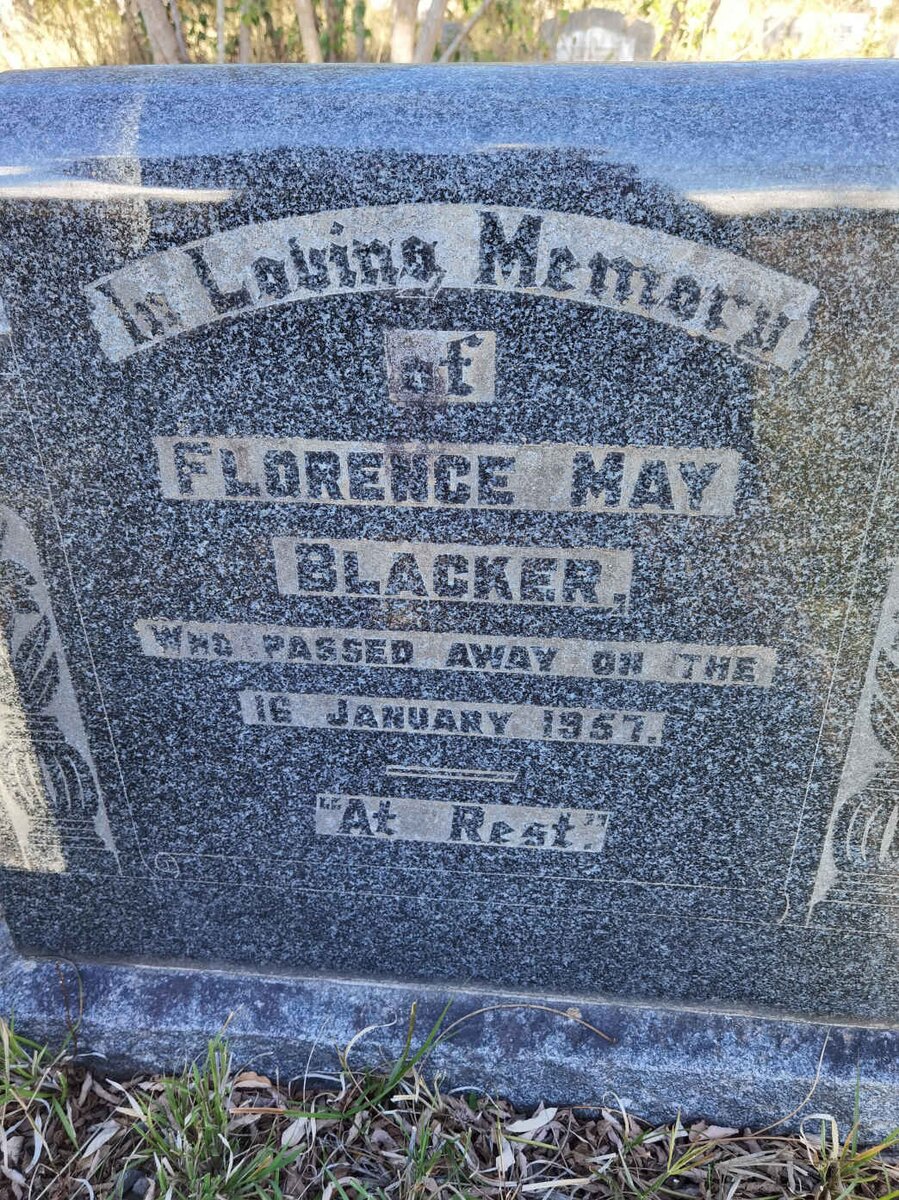 In Loving Memory
of
FLORENCE MAY
BLACKER,
WHO PASSED AWAY ON THE
16 JANUARY 1957.
"At Rest."